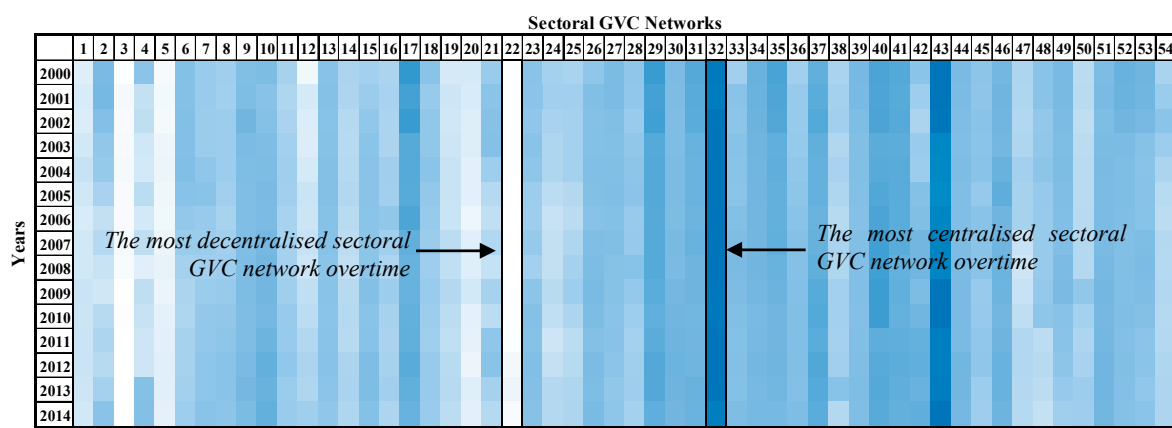 Sectoral GVC Networks
1 2 3 4 5 6 7 8 9 10 11 12 13 14 15 16 17 18 19 20 21 22 23 24 25 26 27 28 29 30 31 32 33 34 35 36 37 38 39 40 41 42 43 44 45 46 47 48 49 50 51 52 53 54
Years
2000
2001
2002
2003
2004
2005
2006
2007
2008
2009
2010
2011
2012
2013
2014
The most decentralised sectoral
GVC network overtime
The most centralised sectoral
GVC network overtime